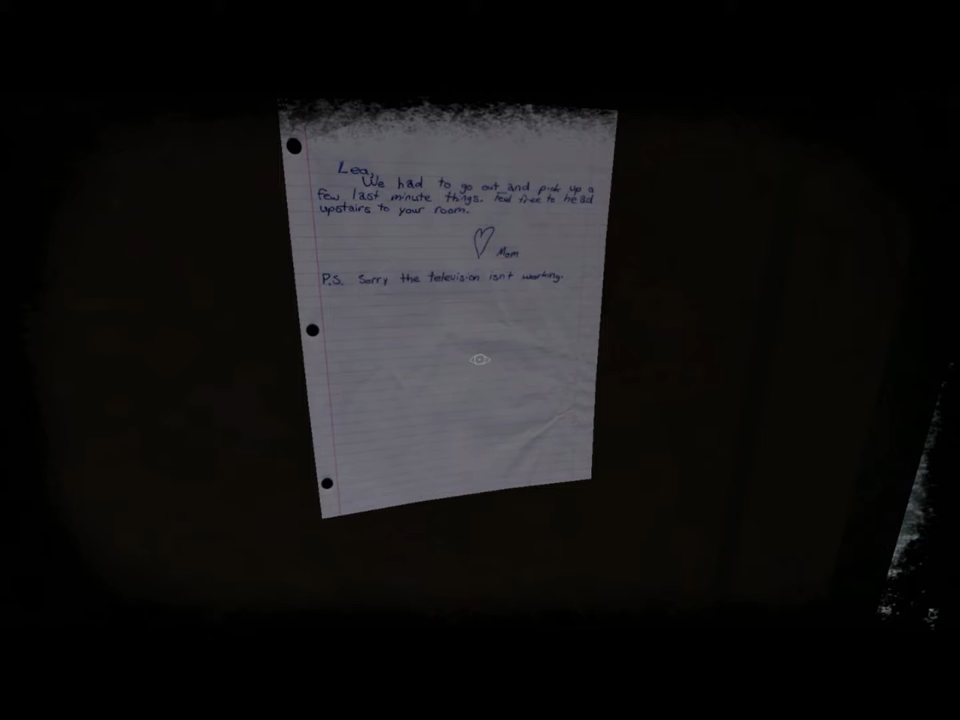 Lea,
We had to go out and pick up a
few last minute things. Feel free to head
upstairs to your room.
Mom
P.S. Sorry the television isn't working.